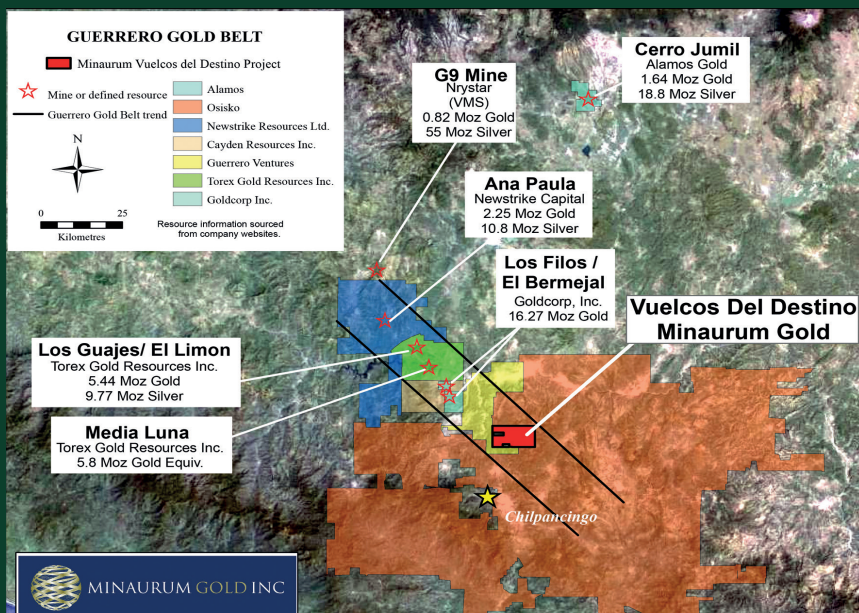 GUERRERO GOLD BELT
Minaurum Vuelcos del Destino Project
Mine or defined resource
Guerrero Gold Belt trend
N
0 25
Kilometres
Alamos
Osisko
Newstrike Resources Ltd.
Cayden Resources Inc.
Guerrero Ventures
Torex Gold Resources Inc.
Goldcorp Inc.
Resource information sourced
from company websites.
G9 Mine
Nrystar
(VMS)
0.82 Moz Gold
55 Moz Silver
Cerro Jumil
Alamos Gold
1.64 Moz Gold
18.8 Moz Silver
Ana Paula
Newstrike Capital
2.25 Moz Gold
10.8 Moz Silver
Los Filos /
El Bermejal
Goldcorp, Inc.
16.27 Moz Gold
Vuelcos Del Destino
Minaurum Gold
Los Guajes/ El Limon
Torex Gold Resources Inc.
5.44 Moz Gold
9.77 Moz Silver
Media Luna
Torex Gold Resources Inc.
5.8 Moz Gold Equiv.
Chilpancingo
MINAURUM GOLD INC